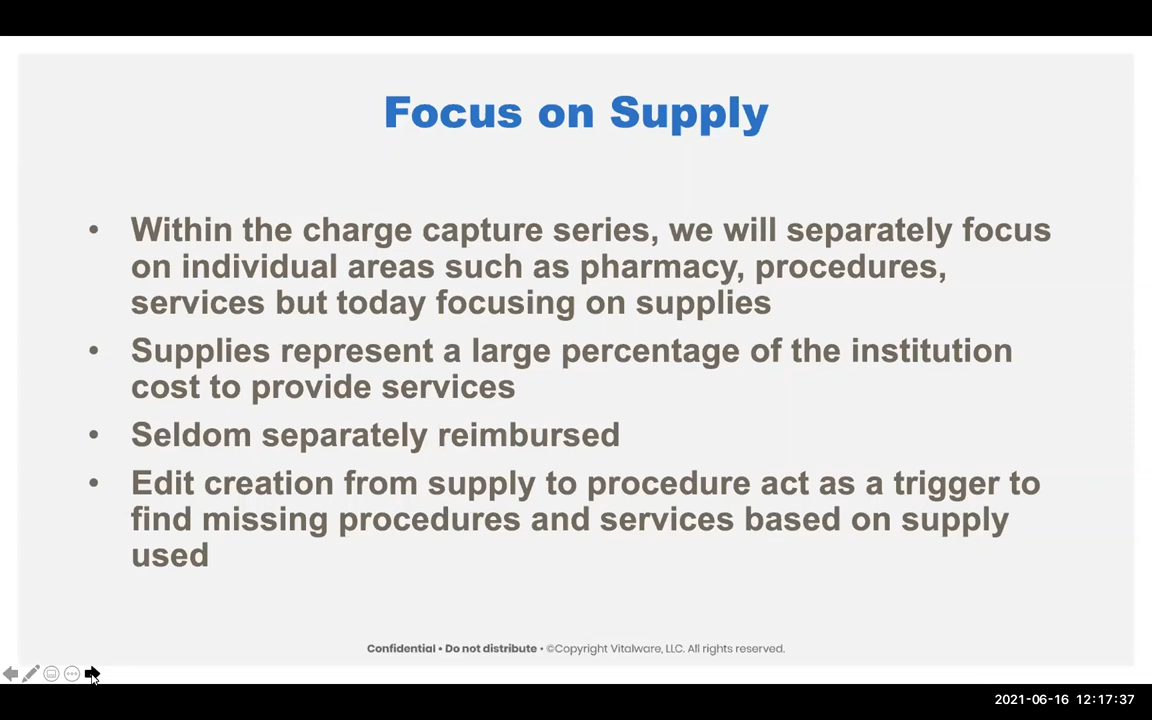 Focus on Supply
• Within the charge capture series, we will separately focus
on individual areas such as pharmacy, procedures,
services but today focusing on supplies
• Supplies represent a large percentage of the institution
cost to provide services
• Seldom separately reimbursed
• Edit creation from supply to procedure act as a trigger to
find missing procedures and services based on supply
used
Confidential • Do not distribute • ©Copyright Vitalware, LLC. All rights reserved.
2021-06-16 12:17:37